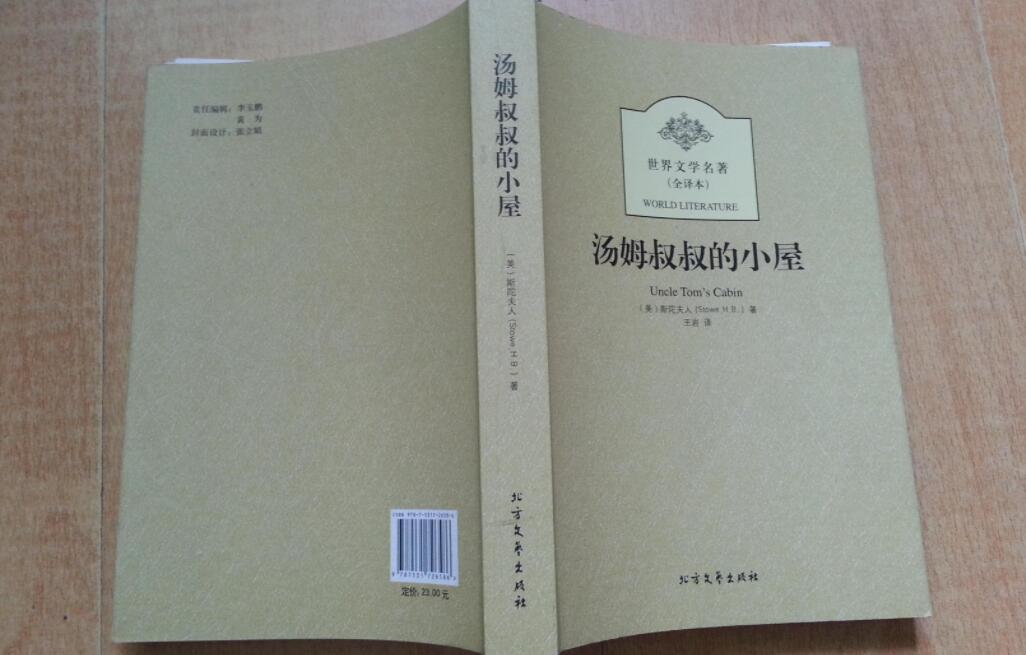 责任编辑：李玉鹏
黄 为
封面设计：张立娟
定价：23.00元
汤姆叔叔的小屋
（美）斯陀夫人（Stowe H B ）著
北方文艺出版社
世界文学名著
（全译本）
WORLD LITERATURE
汤姆叔叔的小屋
Uncle Tom's Cabin
（美）斯陀夫人（Stowe H B.）著
王岩 译
北方文艺出版社